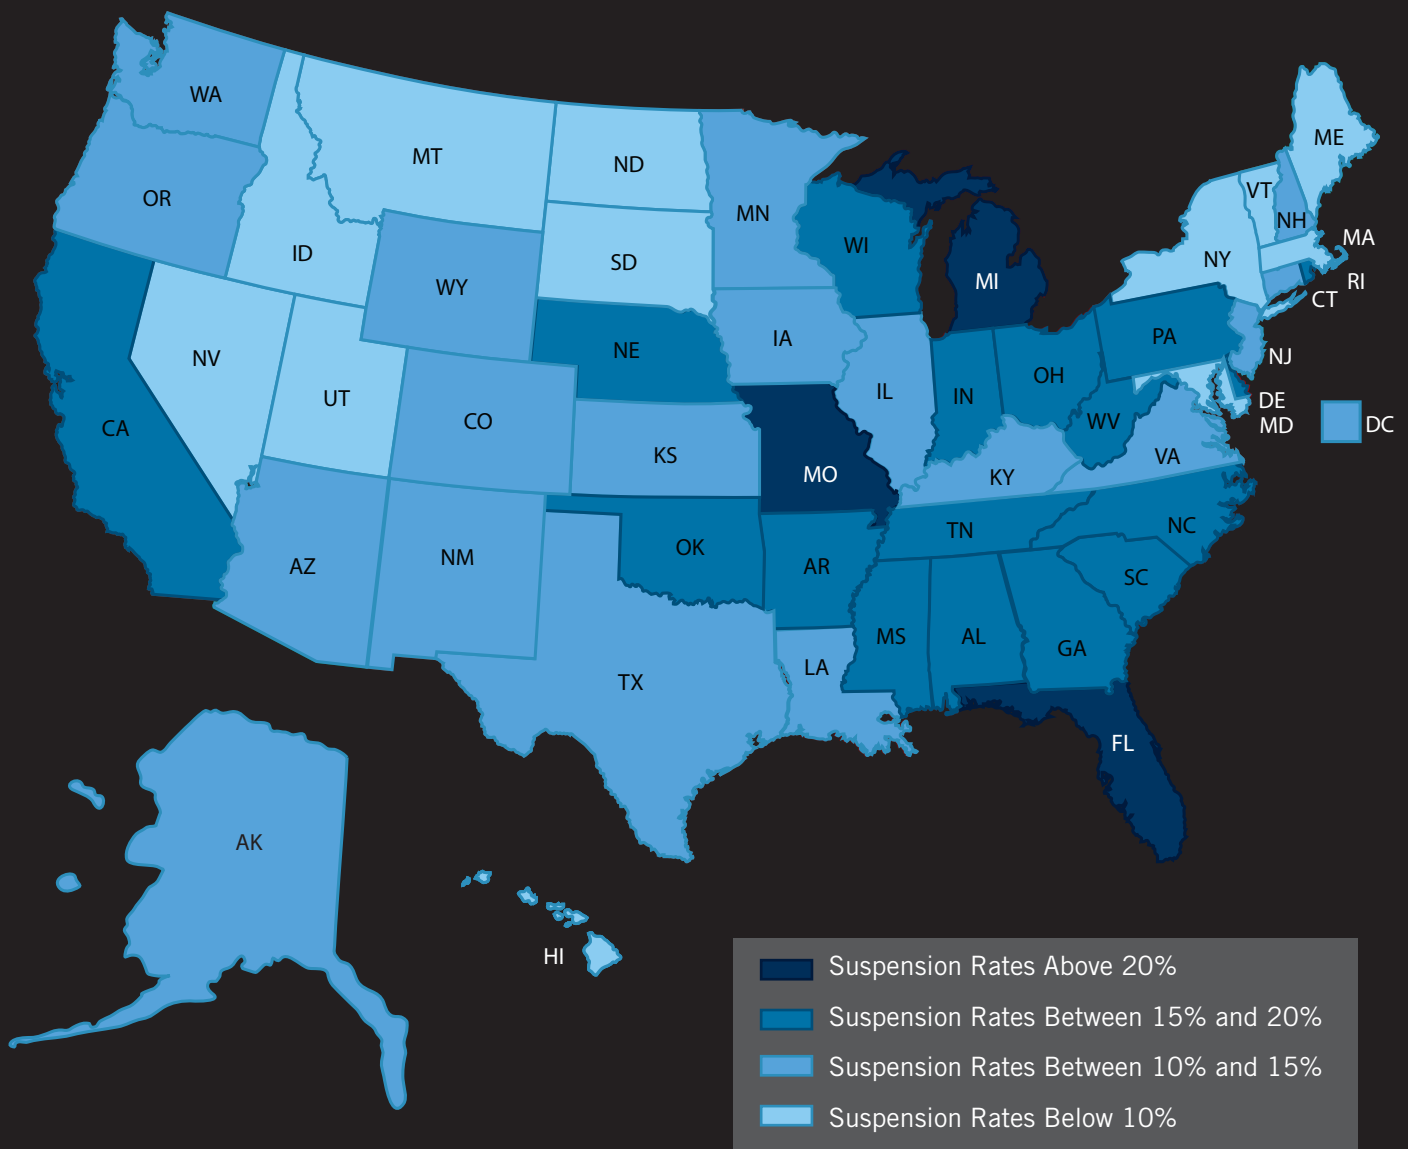 WA
ME
MT
ND
VT
OR
MN
NH
MA
WI
ID
NY
SD
RI
MI
WY
CT
PA
IA
NE
NJ
NV
OH
IL
UT
IN
DE
CO
WV
MD
DC
CA
KS
VA
MO
KY
NC
TN
OK
NM
AZ
AR
SC
MS
AL
GA
LA
TX
FL
AK
HI
Suspension Rates Above 20%
Suspension Rates Between 15% and 20%
Suspension Rates Between 10% and 15%
Suspension Rates Below 10%